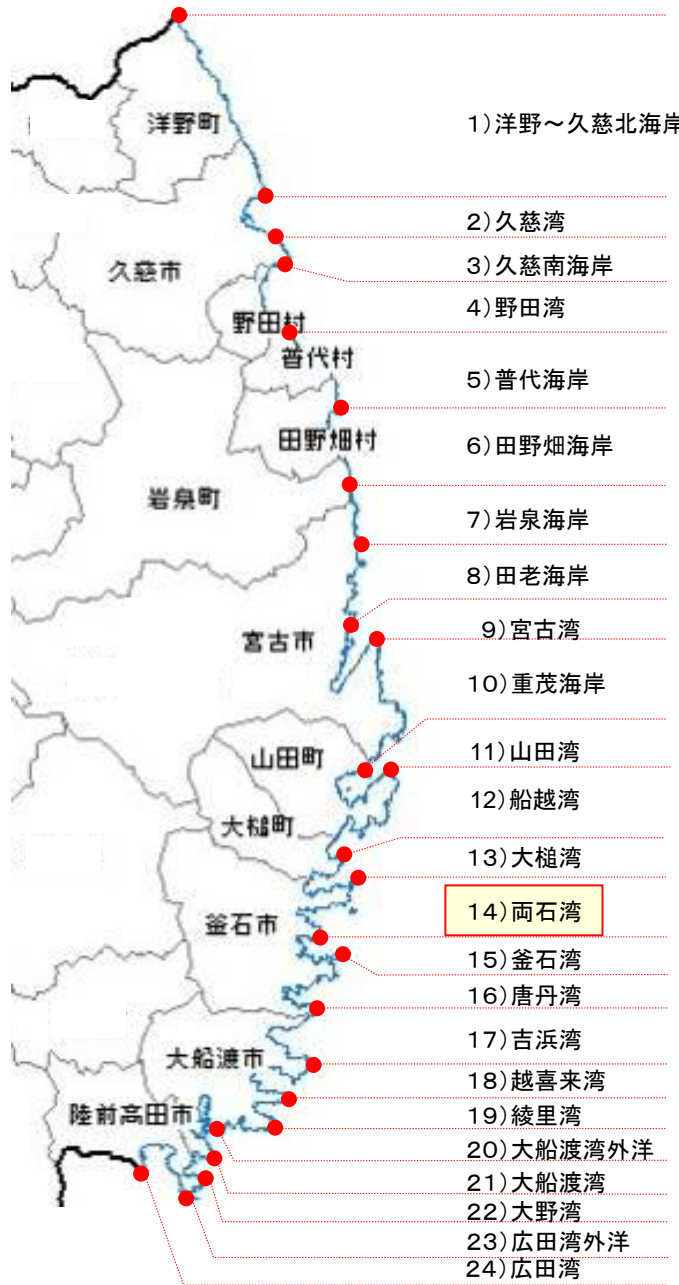 洋野町
1)洋野～久慈北海岸
2)久慈湾
久慈市
3)久慈南海岸
4)野田湾
野田村
普代村
5)普代海岸
田野畑村
6)田野畑海岸
岩泉町
7)岩泉海岸
8)田老海岸
宮古市
9)宮古湾
10)重茂海岸
山田町
11)山田湾
12)船越湾
大槌町
13)大槌湾
14)両石湾
釜石市
15)釜石湾
16)唐丹湾
17)吉浜湾
大船渡市
18)越喜来湾
陸前高田市
19)綾里湾
20)大船渡湾外洋
21)大船渡湾
22)大野湾
23)広田湾外洋
24)広田湾